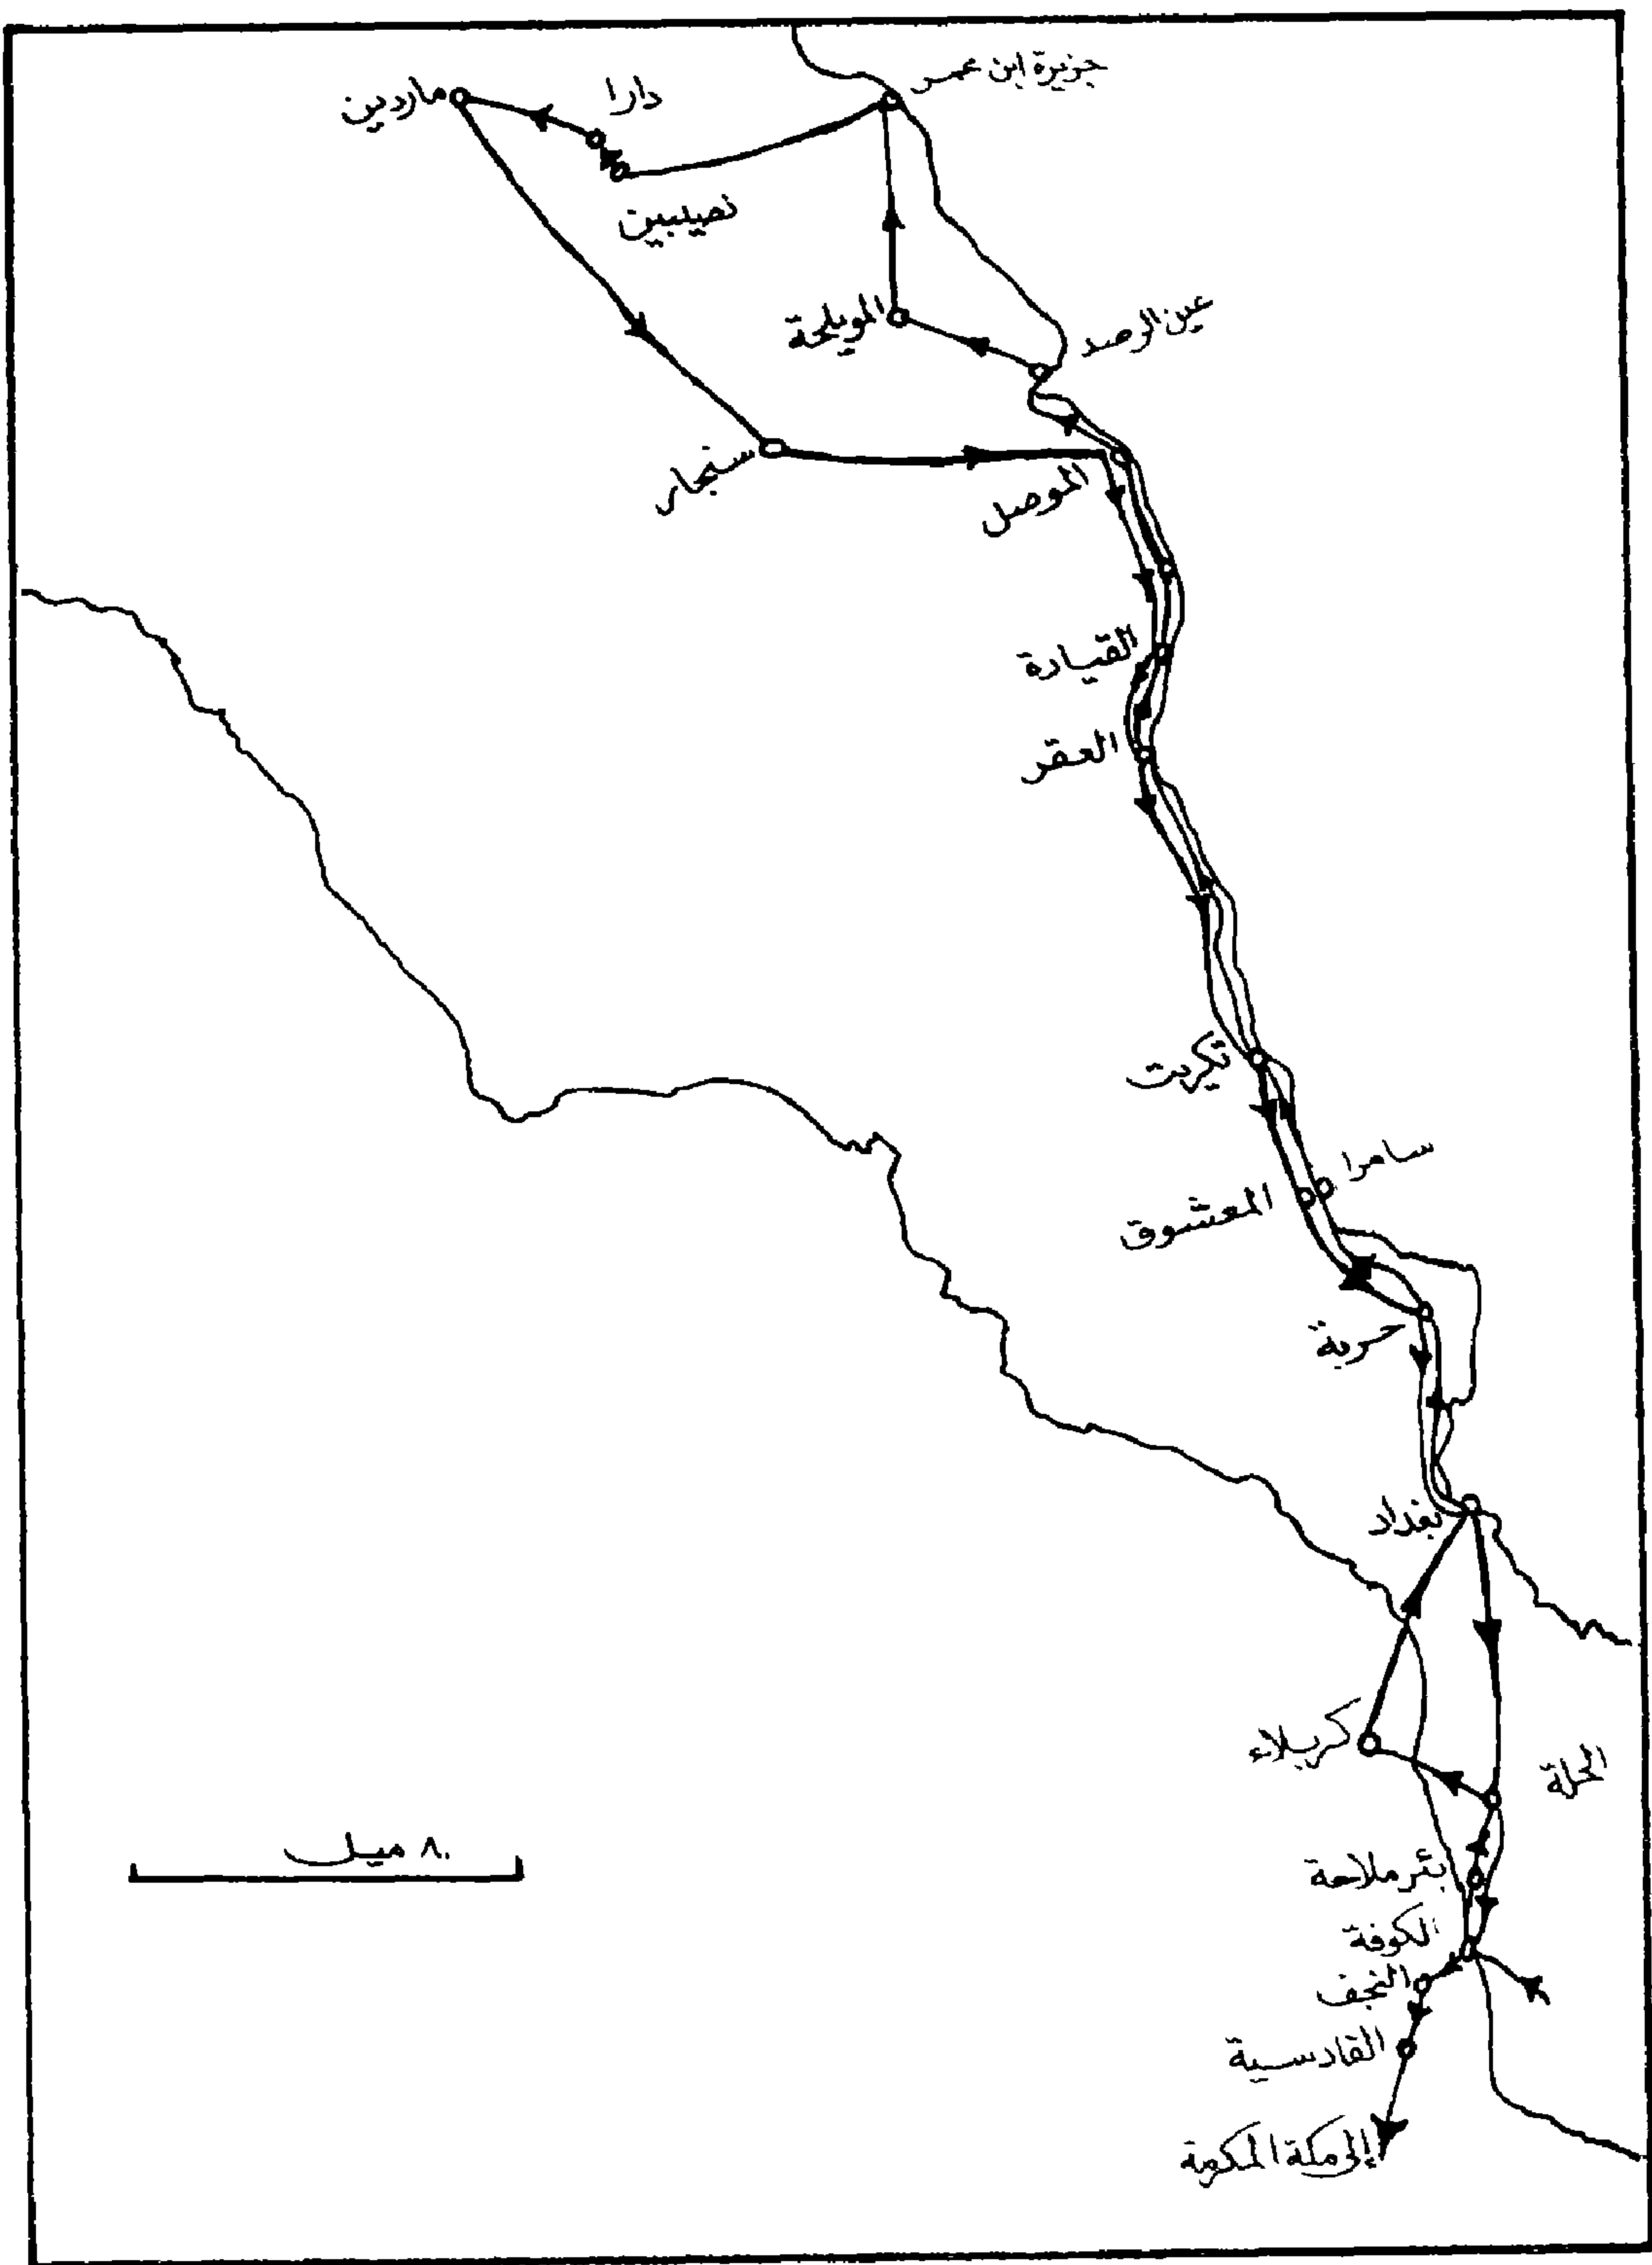 جزيرة ابن عمر
دارا
ماردين
نصيبين
عين الرصد
المويلحة
سنجار
الموصل
القيارة
العقر
تكريت
سامرا
المعشوق
حربة
بغداد
كربلاء
الحلة
٨٠ ميل
بئر ملاحة
الكوفة
النجف
القادسية
إلى مكة المكرمة